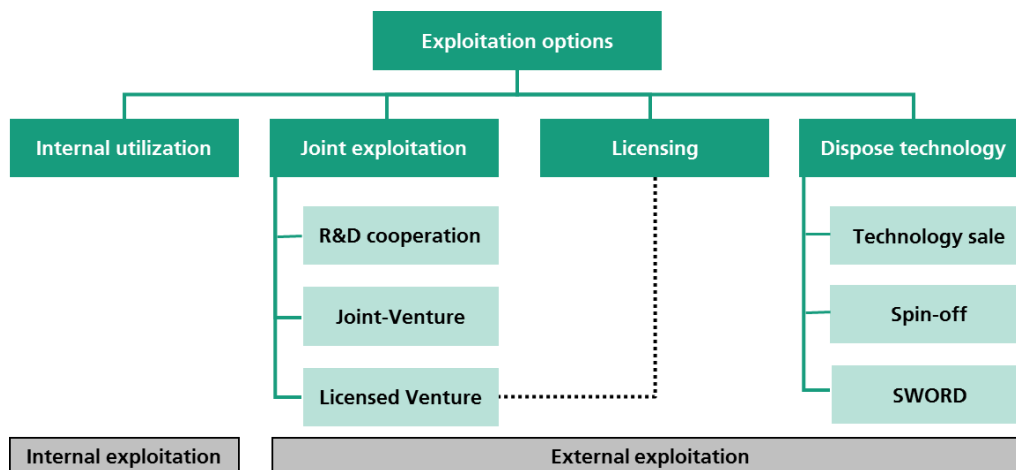 Exploitation options
Internal utilization
Joint exploitation
Licensing
Dispose technology
R&D cooperation
Technology sale
Joint-Venture
Spin-off
Licensed Venture
SWORD
Internal exploitation
External exploitation